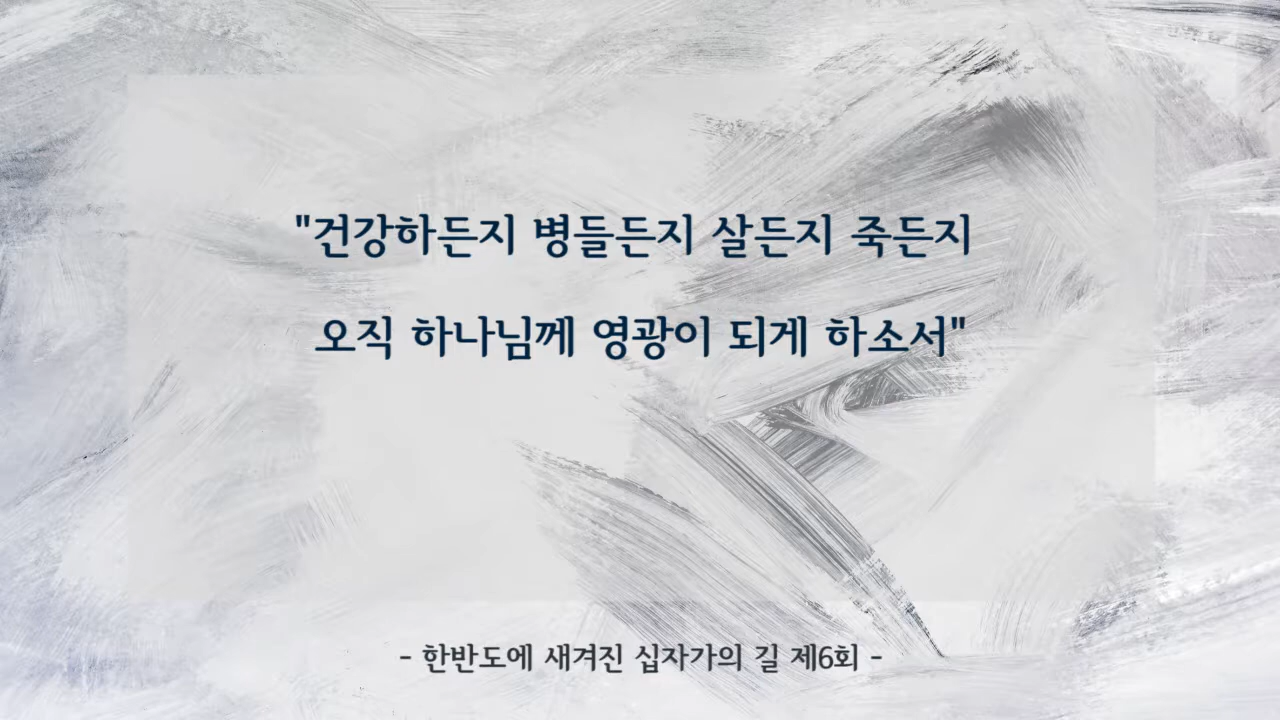 "건강하든지 병들든지 살든지 죽든지
오직 하나님께 영광이 되게 하소서"
- 한반도에 새겨진 십자가의 길 제6회 -